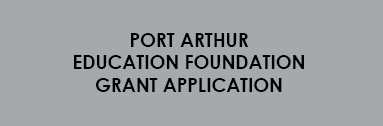 PORT ARTHUR
EDUCATION FOUNDATION
GRANT APPLICATION